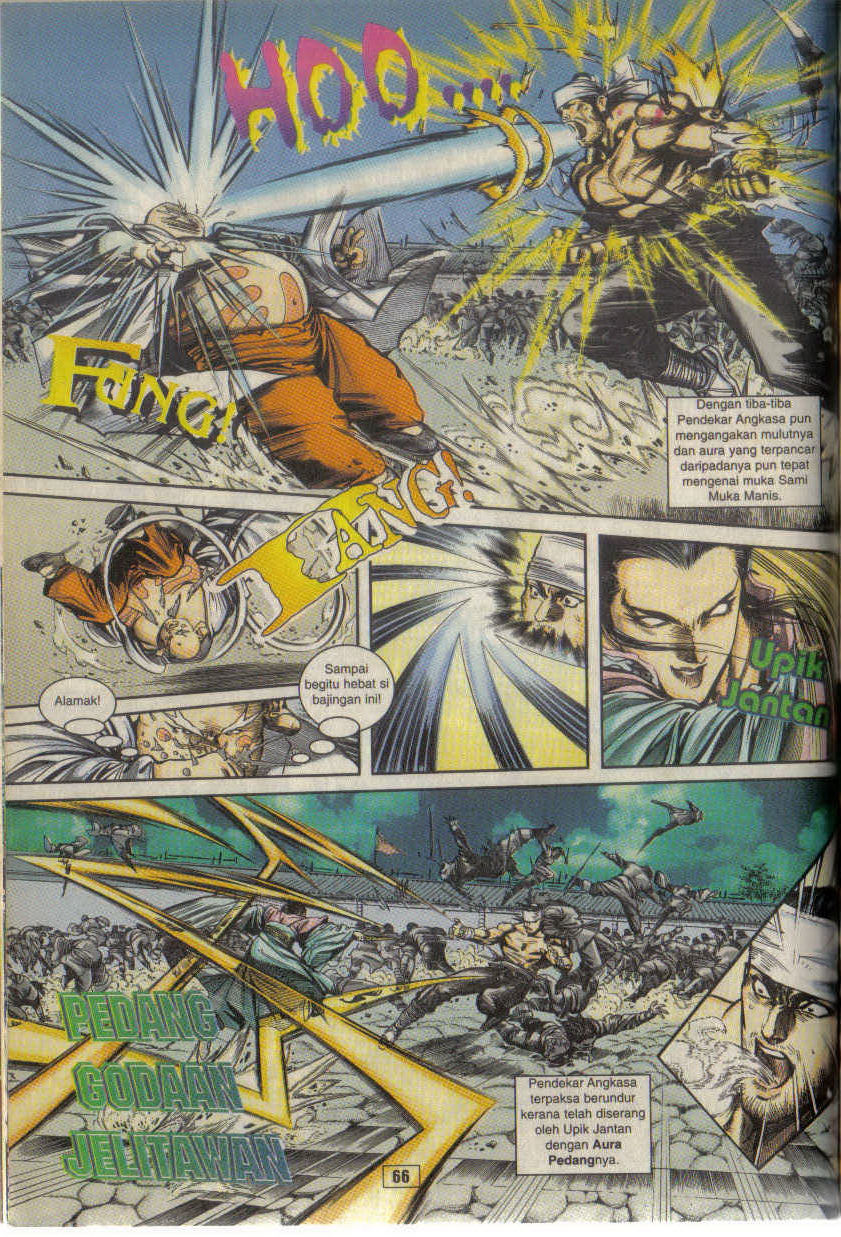 HOO....
FUNG!
Dengan tiba-tiba
Pendekar Angkasa pun
mengangakan mulutnya
dan aura yang terpancar
daripadanya pun tepat
mengenai muka Sami
Muka Manis.
PANG!
Alamak!
Sampai
begitu hebat si
bajingan ini!
Upik
Jantan
PEDANG
GODAAN
JELITAWAN
Pendekar Angkasa
terpaksa berundur
kerana telah diserang
oleh Upik Jantan
dengan Aura
Pedangnya.
66